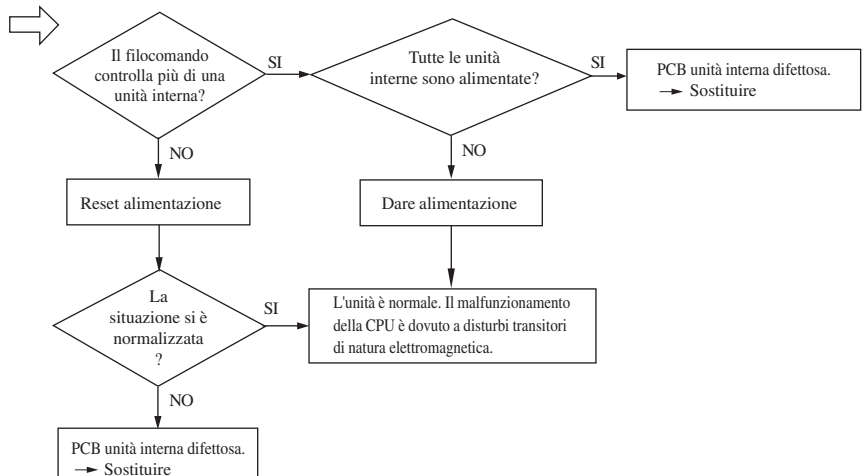 Il filocomando
controlla più di una
unità interna?
SI
Tutte le unità
interne sono alimentate?
SI
PCB unità interna difettosa.
→ Sostituire
NO
NO
Reset alimentazione
Dare alimentazione
La
situazione si è
normalizzata
?
SI
L'unità è normale. Il malfunzionamento
della CPU è dovuto a disturbi transitori
di natura elettromagnetica.
NO
PCB unità interna difettosa.
→ Sostituire